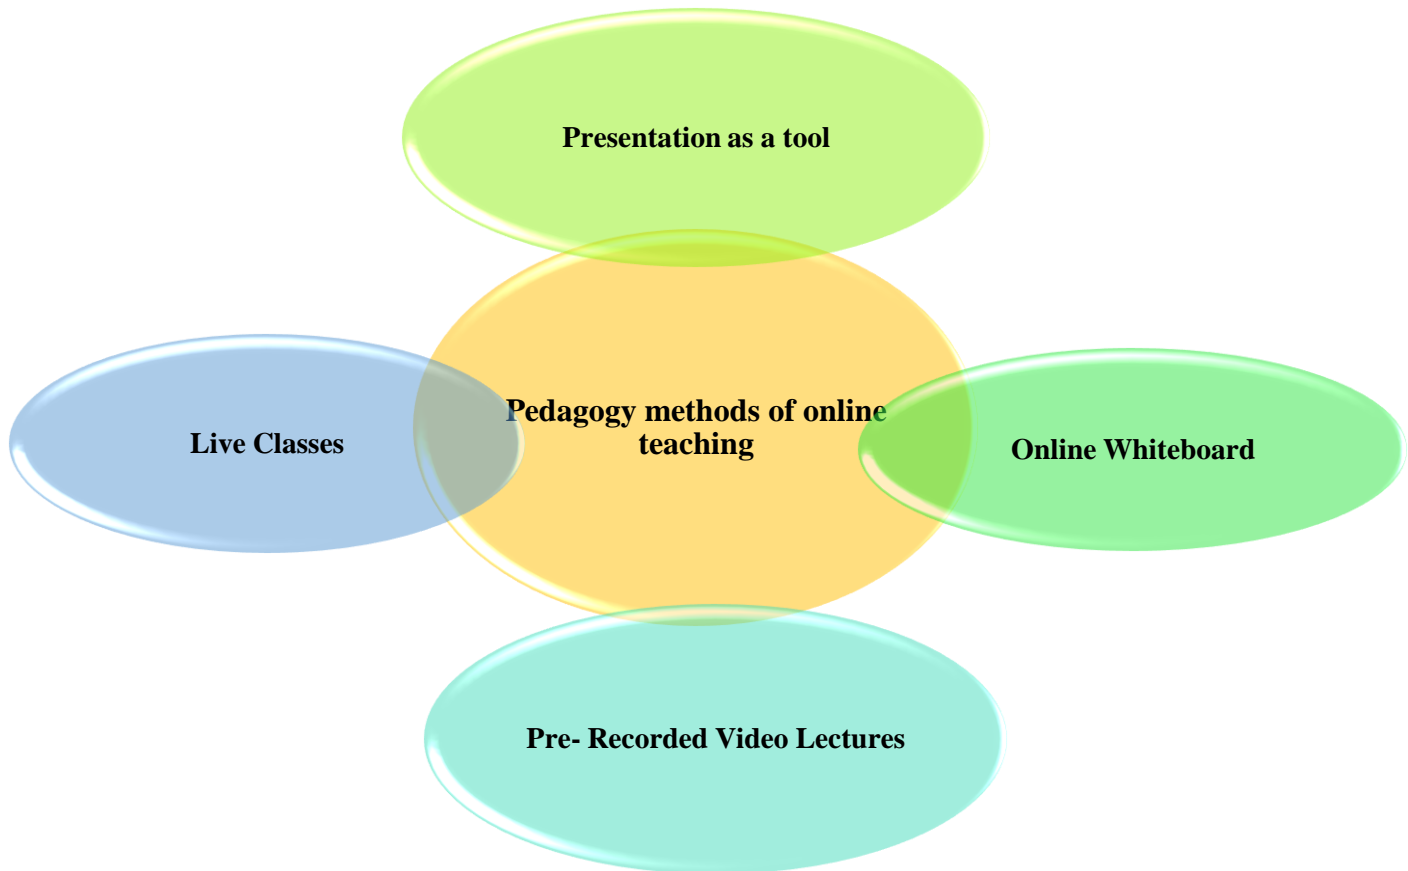 Presentation as a tool
Pedagogy methods of online
teaching
Live Classes
Online Whiteboard
Pre- Recorded Video Lectures